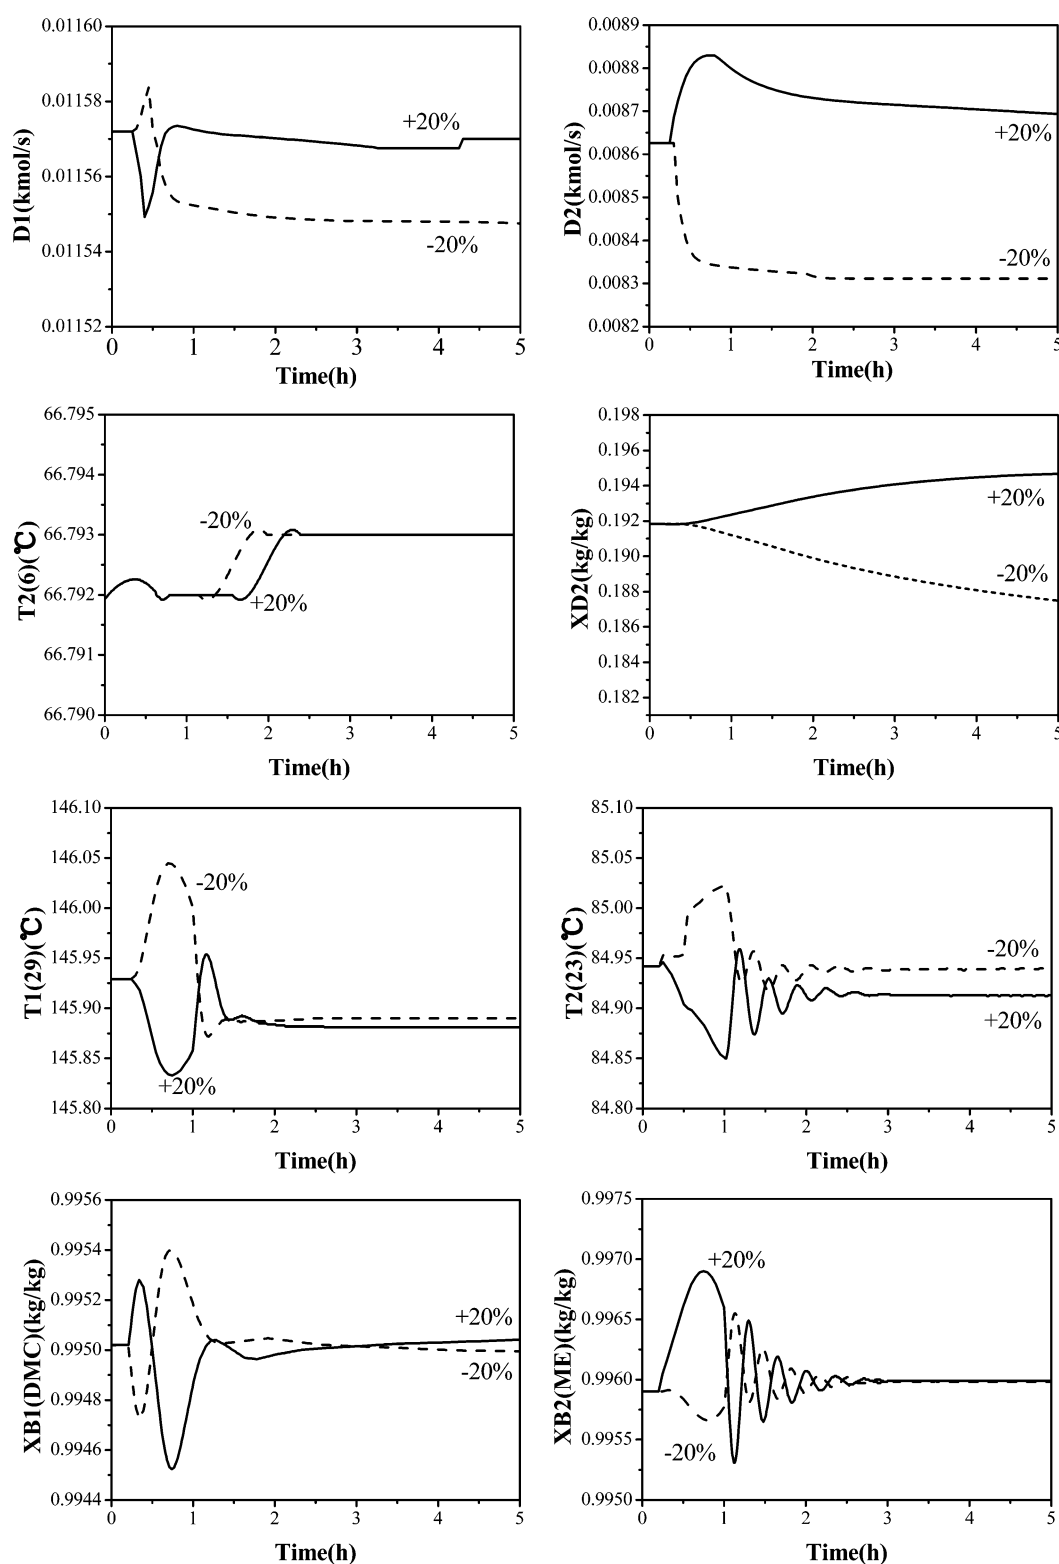 D1(kmol/s)
0.01160
0.01158
0.01156
0.01154
0.01152
+20%
-20%
0 1 2 3 4 5
Time(h)
D2(kmol/s)
0.0089
0.0088
0.0087
0.0086
0.0085
0.0084
0.0083
0.0082
+20%
-20%
0 1 2 3 4 5
Time(h)
T2(6)(℃)
66.795
66.794
66.793
66.792
66.791
66.790
-20%
+20%
0 1 2 3 4 5
Time(h)
XD2(kg/kg)
0.198
0.196
0.194
0.192
0.190
0.188
0.186
0.184
0.182
+20%
-20%
0 1 2 3 4 5
Time(h)
T1(29)(℃)
146.10
146.05
146.00
145.95
145.90
145.85
145.80
-20%
+20%
0 1 2 3 4 5
Time(h)
T2(23)(℃)
85.10
85.05
85.00
84.95
84.90
84.85
84.80
-20%
+20%
0 1 2 3 4 5
Time(h)
XB1(DMC)(kg/kg)
0.9956
0.9954
0.9952
0.9950
0.9948
0.9946
0.9944
+20%
-20%
0 1 2 3 4 5
Time(h)
XB2(ME)(kg/kg)
0.9975
0.9970
0.9965
0.9960
0.9955
0.9950
+20%
-20%
0 1 2 3 4 5
Time(h)